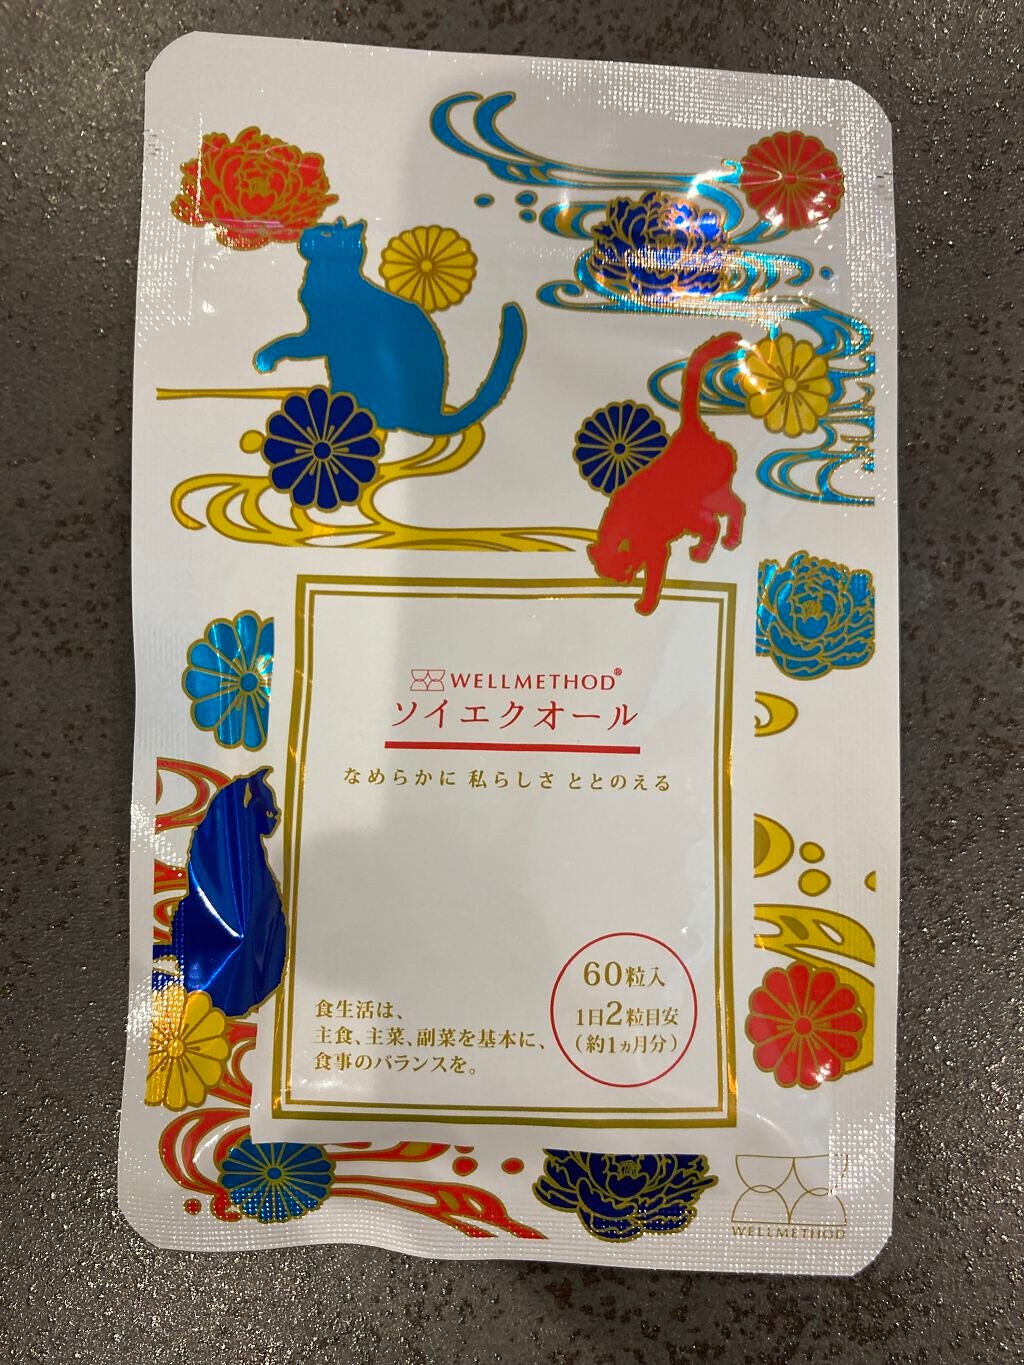 WELLMETHOD®
ソイエクオール
なめらかに 私らしさ ととのえる
60粒入
1日2粒目安
(約1ヵ月分)
食生活は、
主食、主菜、副菜を基本に、
食事のバランスを。
WELLMETHOD